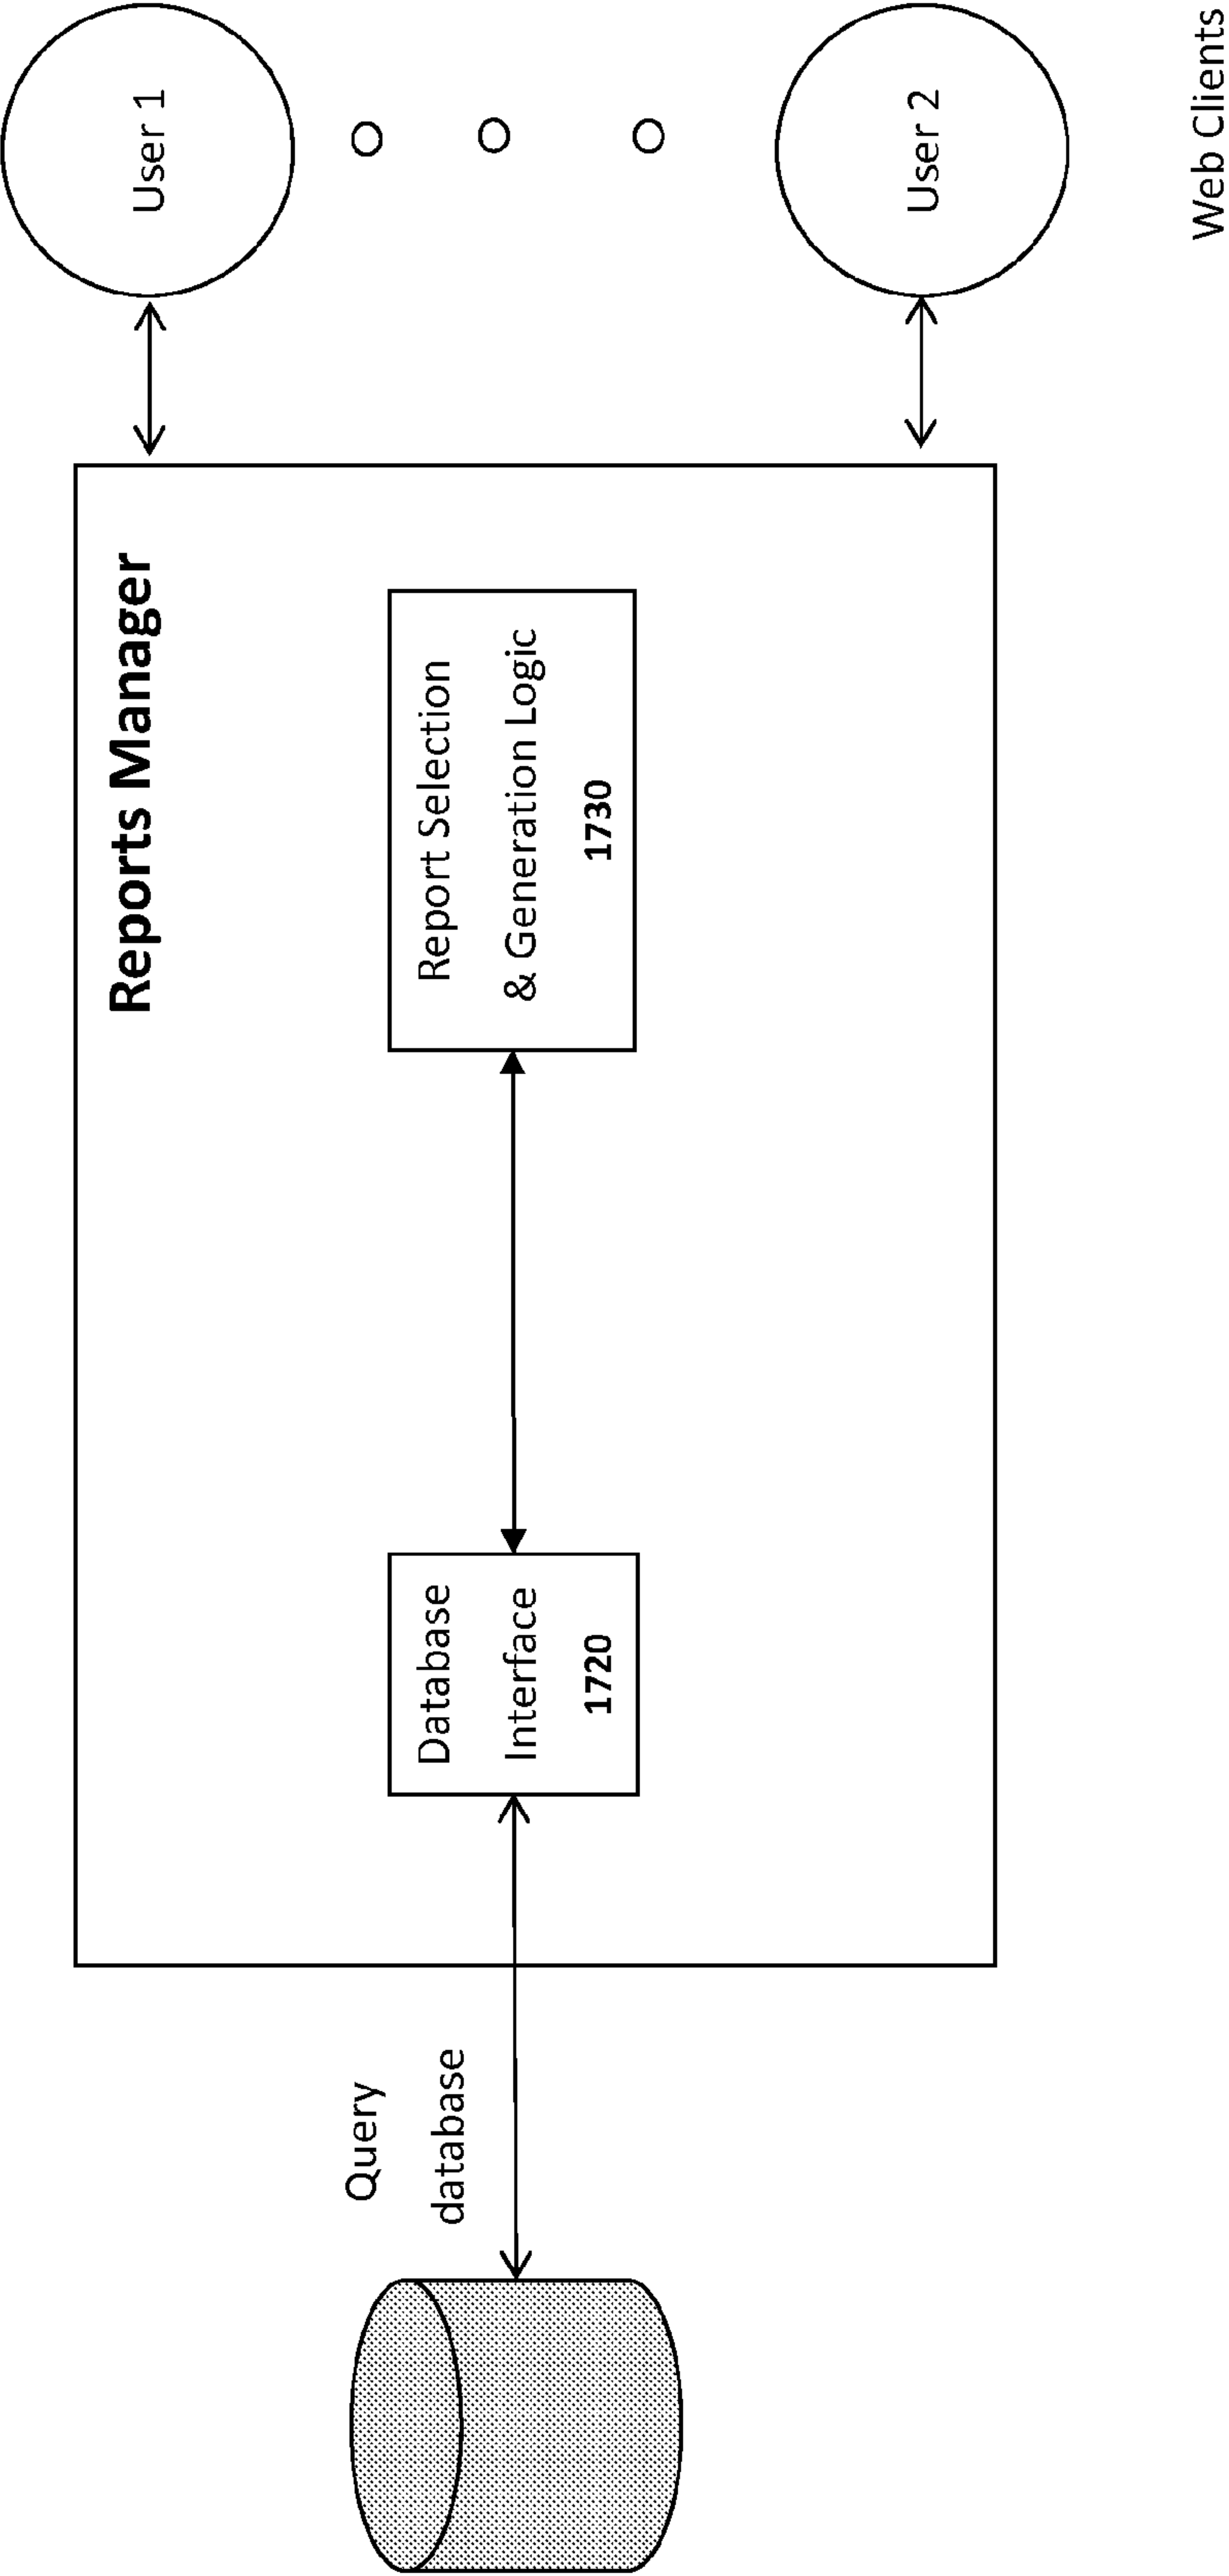 Query
database
Reports Manager
Database
Interface
1720
Report Selection
& Generation Logic
1730
User 1
User 2
Web Clients